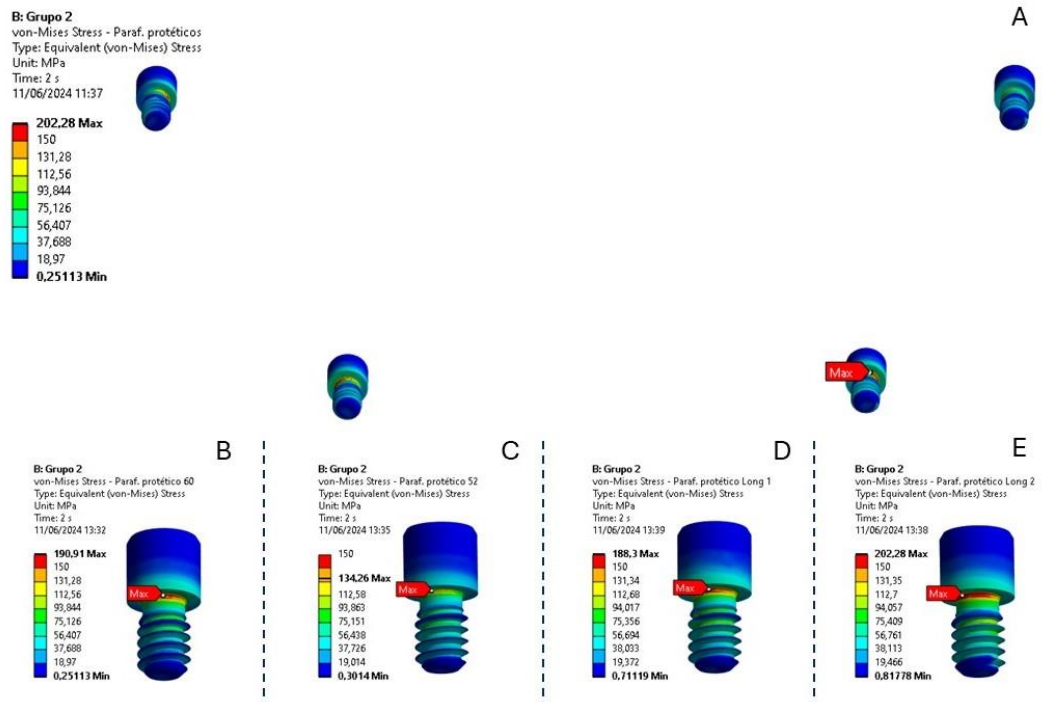 B: Grupo 2
von-Mises Stress - Paraf. protéticos
Type: Equivalent (von-Mises) Stress
Unit: MPa
Time: 2 s
11/06/2024 11:37
202,28 Max
150
131,28
112,56
93,844
75,126
56,407
37,688
18,97
0,25113 Min
A
Max
B
B: Grupo 2
von-Mises Stress - Paraf. protético 60
Type: Equivalent (von-Mises) Stress
Unit: MPa
Time: 2 s
11/06/2024 13:32
190,91 Max
150
131,28
112,56
93,844
75,126
56,407
37,688
18,97
0,25113 Min
Max
C
B: Grupo 2
von-Mises Stress - Paraf. protético 52
Type: Equivalent (von-Mises) Stress
Unit: MPa
Time: 2 s
11/06/2024 13:35
150
134,26 Max
112,58
93,863
75,151
56,438
37,726
19,014
0,3014 Min
Max
D
B: Grupo 2
von-Mises Stress - Paraf. protético Long 1
Type: Equivalent (von-Mises) Stress
Unit: MPa
Time: 2 s
11/06/2024 13:39
188,3 Max
150
131,34
112,68
94,017
75,356
56,694
38,033
19,372
0,71119 Min
Max
E
B: Grupo 2
von-Mises Stress - Paraf. protético Long 2
Type: Equivalent (von-Mises) Stress
Unit: MPa
Time: 2 s
11/06/2024 13:38
202,28 Max
150
131,35
112,7
94,057
75,409
56,761
38,113
19,466
0,81778 Min
Max